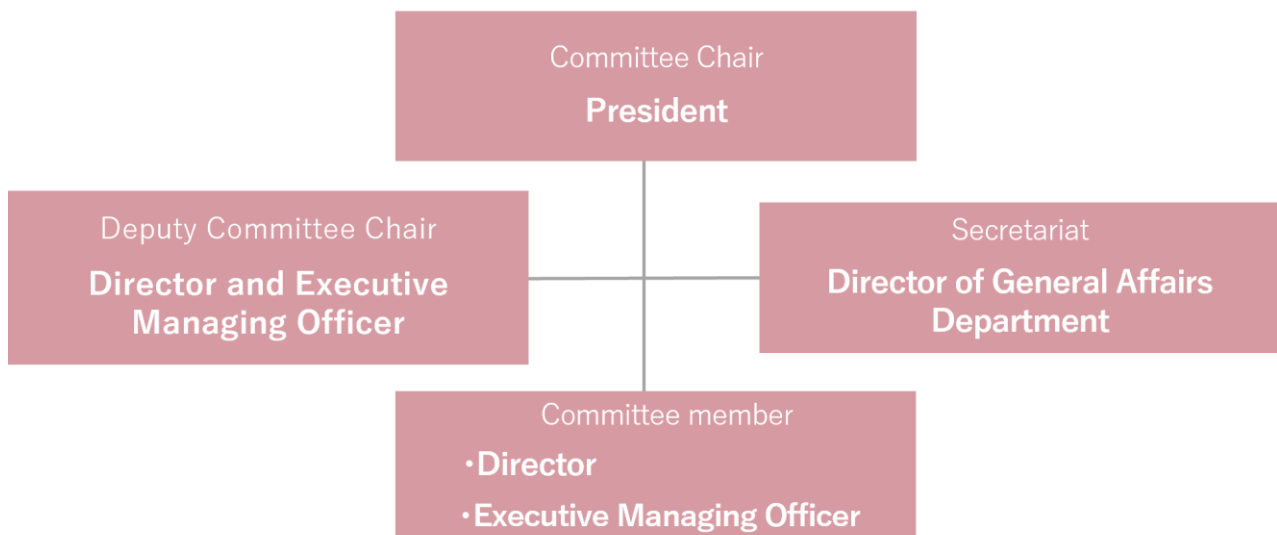 Committee Chair
President
Deputy Committee Chair
Director and Executive
Managing Officer
Secretariat
Director of General Affairs
Department
Committee member
・Director
・Executive Managing Officer